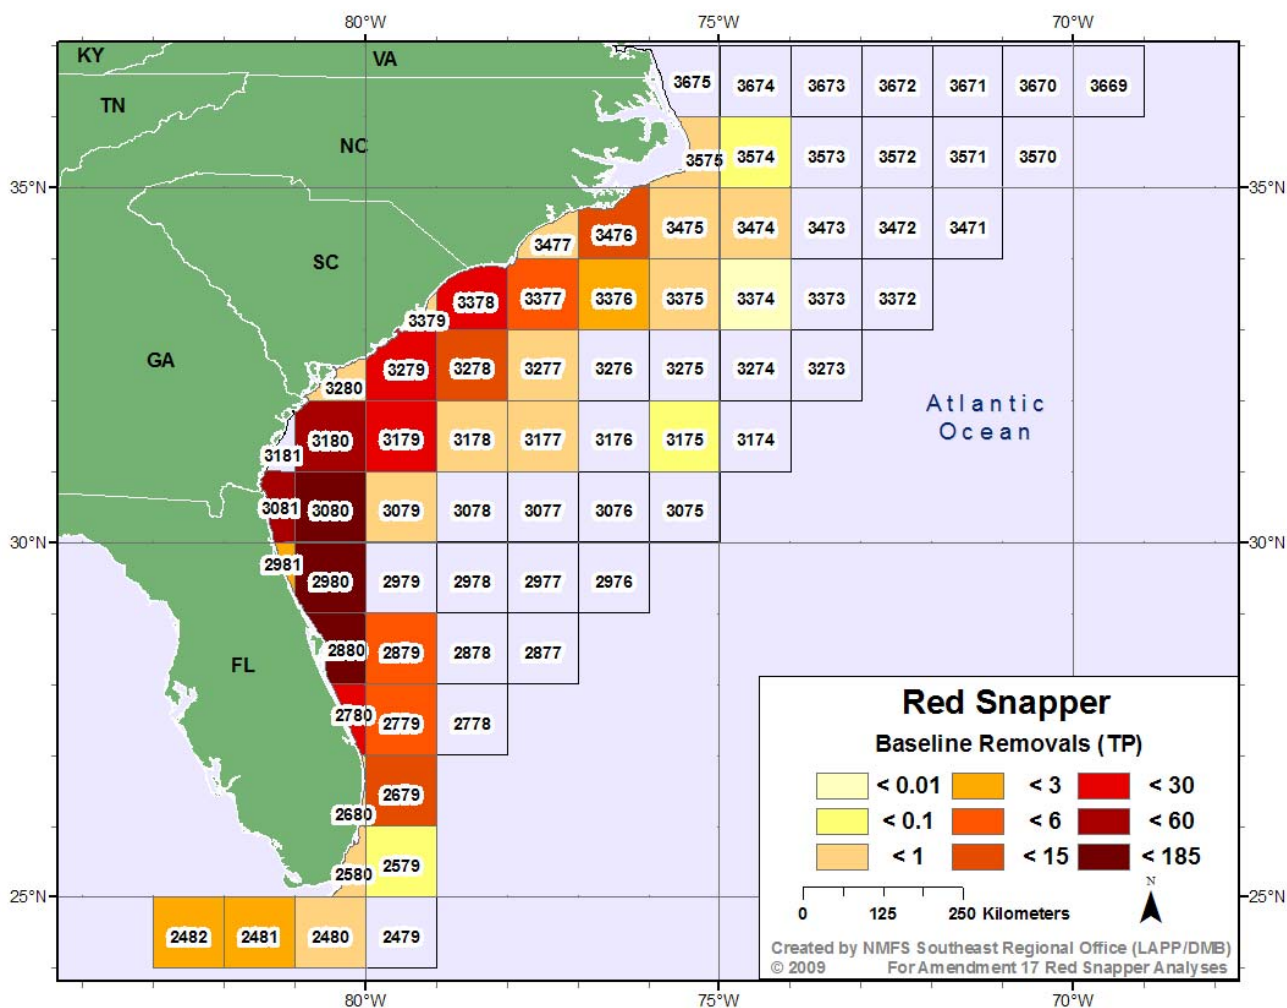 80°W 75°W 70°W
KY VA
3675 3674 3673 3672 3671 3670 3669
TN
NC 3575 3574 3573 3572 3571 3570
35°N 35°N
3477 3476 3475 3474 3473 3472 3471
SC
3379 3378 3377 3376 3375 3374 3373 3372
GA 3280 3279 3278 3277 3276 3275 3274 3273
Atlantic
Ocean
3181 3180 3179 3178 3177 3176 3175 3174
3081 3080 3079 3078 3077 3076 3075
30°N 30°N
2981 2980 2979 2978 2977 2976
FL 2880 2879 2878 2877
2780 2779 2778
2680 2679
2580 2579
25°N 25°N
2482 2481 2480 2479
Red Snapper
Baseline Removals (TP)
< 0.01 < 3 < 30
< 0.1 < 6 < 60
< 1 < 15 < 185
N
0 125 250 Kilometers
Created by NMFS Southeast Regional Office (LAPP/DMB)
© 2009 For Amendment 17 Red Snapper Analyses
80°W 75°W 70°W